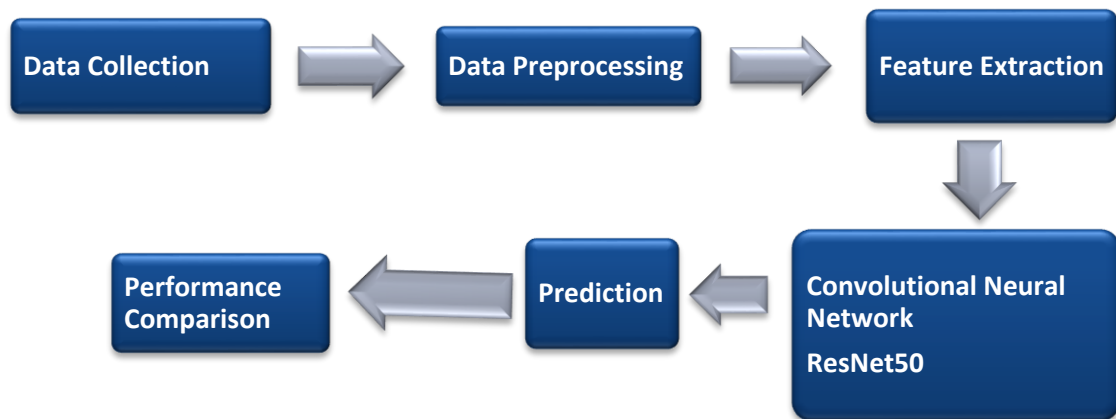 Data Collection
Data Preprocessing
Feature Extraction
Convolutional Neural
Network
ResNet50
Prediction
Performance
Comparison